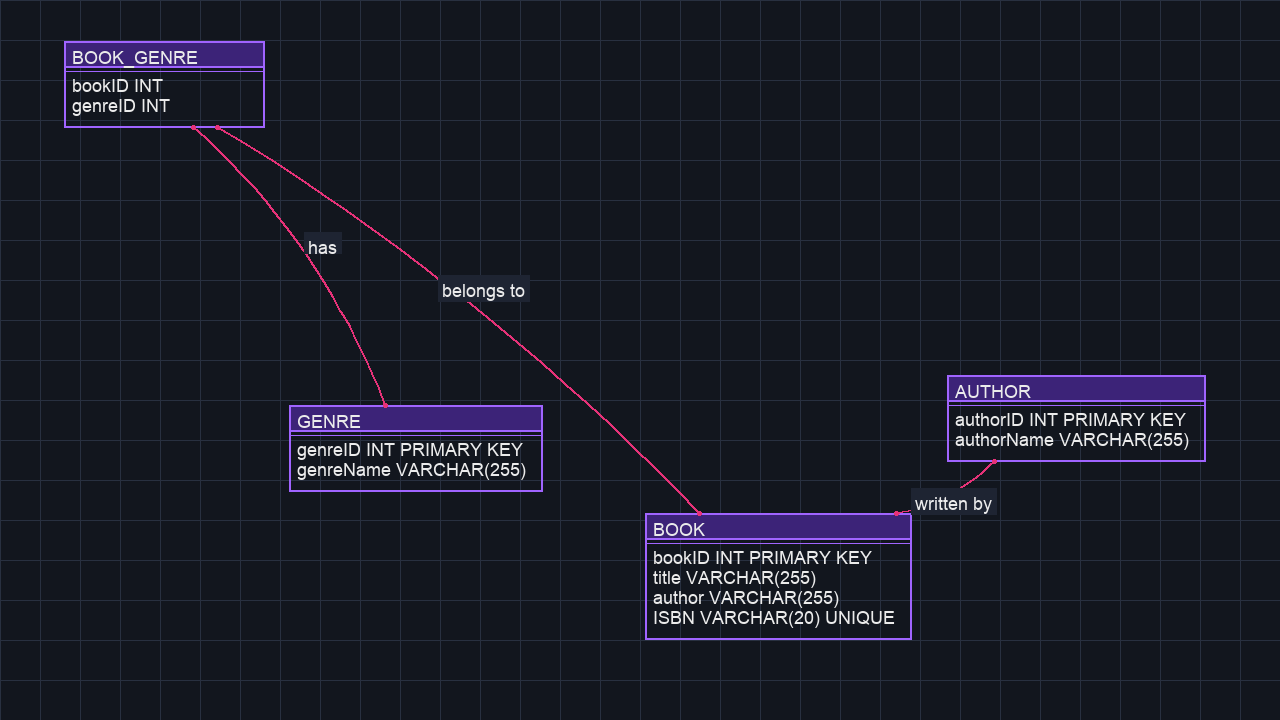 BOOK_GENRE
bookID INT
genreID INT
has
belongs to
GENRE
genreID INT PRIMARY KEY
genreName VARCHAR(255)
AUTHOR
authorID INT PRIMARY KEY
authorName VARCHAR(255)
written by
BOOK
bookID INT PRIMARY KEY
title VARCHAR(255)
author VARCHAR(255)
ISBN VARCHAR(20) UNIQUE